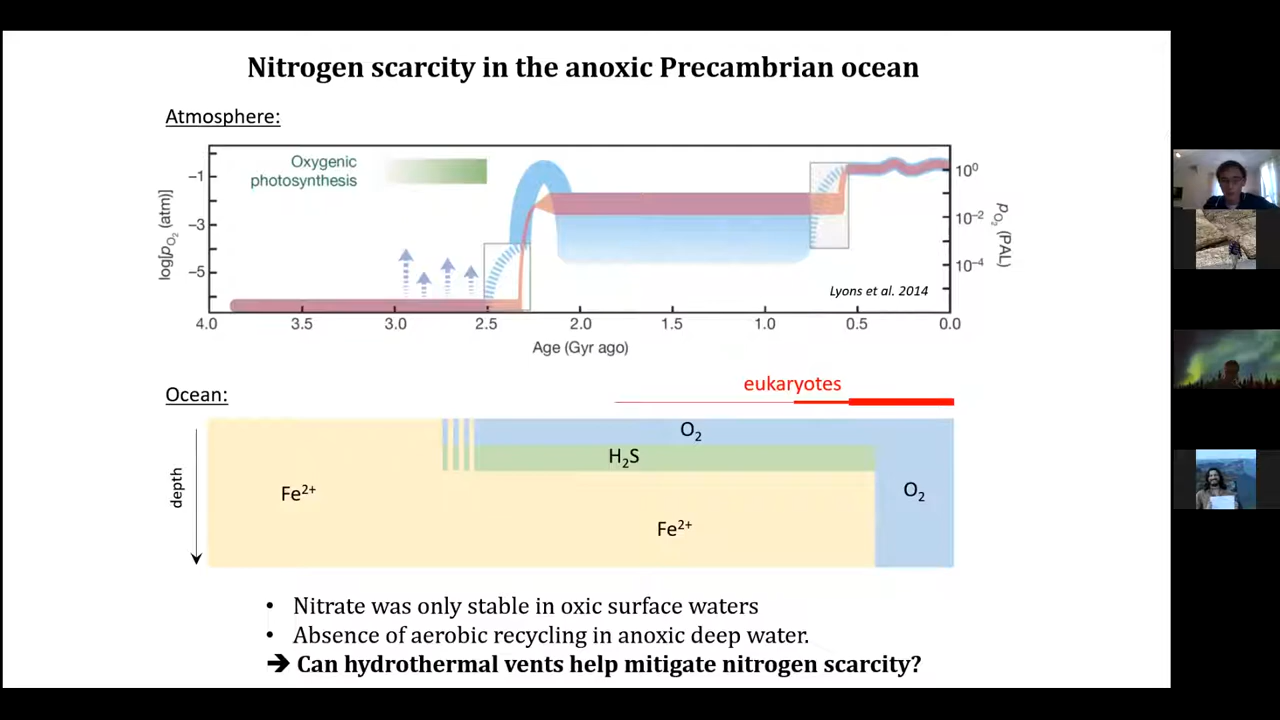 Nitrogen scarcity in the anoxic Precambrian ocean
Atmosphere:
Oxygenic
photosynthesis
log[pO₂ (atm)]
−1
−3
−5
10⁰
10⁻²
10⁻⁴
pO₂ (PAL)
Lyons et al. 2014
4.0 3.5 3.0 2.5 2.0 1.5 1.0 0.5 0.0
Age (Gyr ago)
eukaryotes
Ocean:
depth
O₂
H₂S
Fe²⁺
O₂
Fe²⁺
• Nitrate was only stable in oxic surface waters
• Absence of aerobic recycling in anoxic deep water.
➔ Can hydrothermal vents help mitigate nitrogen scarcity?